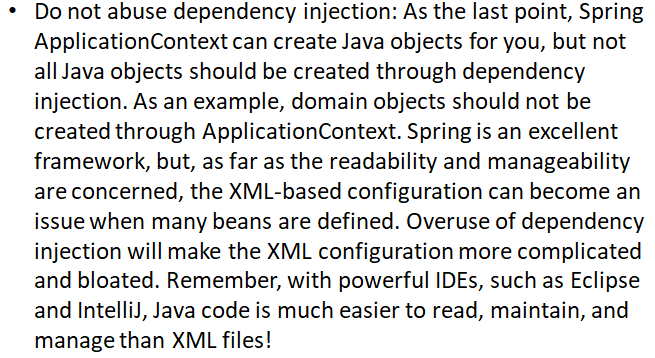 • Do not abuse dependency injection: As the last point, Spring
ApplicationContext can create Java objects for you, but not
all Java objects should be created through dependency
injection. As an example, domain objects should not be
created through ApplicationContext. Spring is an excellent
framework, but, as far as the readability and manageability
are concerned, the XML-based configuration can become an
issue when many beans are defined. Overuse of dependency
injection will make the XML configuration more complicated
and bloated. Remember, with powerful IDEs, such as Eclipse
and IntelliJ, Java code is much easier to read, maintain, and
manage than XML files!